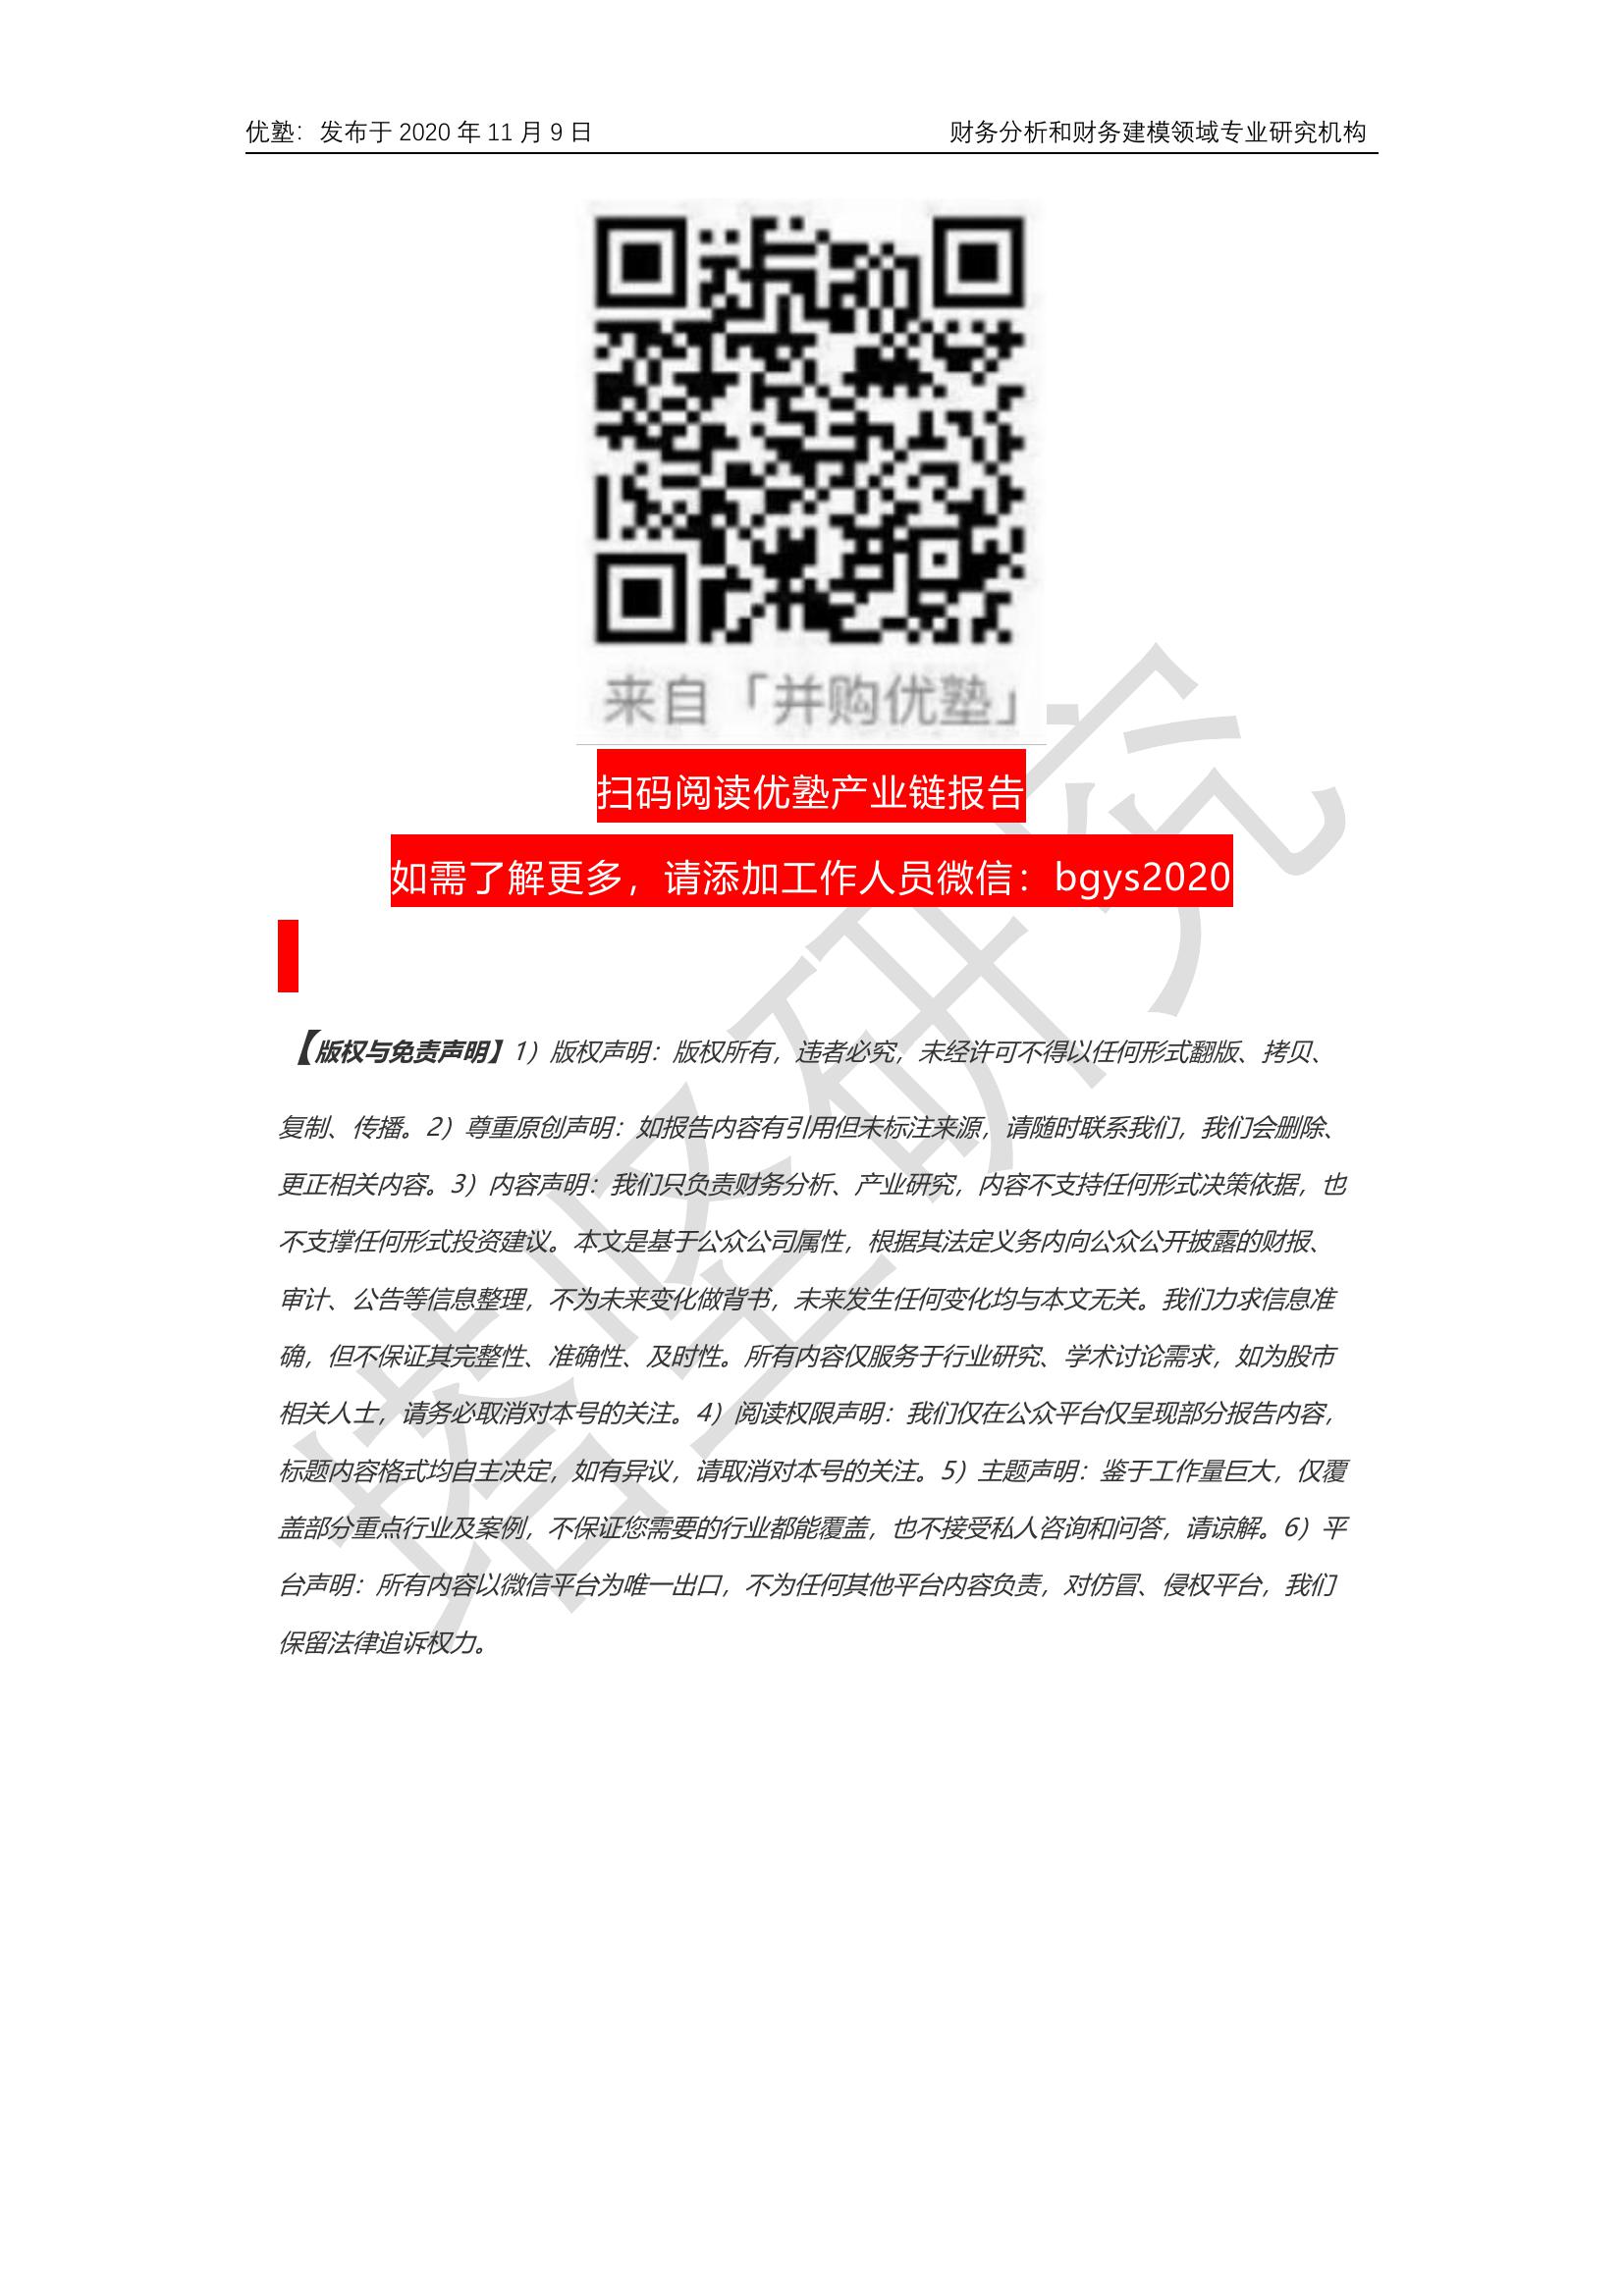 优塾：发布于 2020 年 11 月 9 日
财务分析和财务建模领域专业研究机构
来自「并购优塾」
扫码阅读优塾产业链报告
如需了解更多，请添加工作人员微信：bgys2020
【版权与免责声明】1）版权声明：版权所有，违者必究，未经许可不得以任何形式翻版、拷贝、
复制、传播。2）尊重原创声明：如报告内容有引用但未标注来源，请随时联系我们，我们会删除、
更正相关内容。3）内容声明：我们只负责财务分析、产业研究，内容不支持任何形式决策依据，也
不支撑任何形式投资建议。本文是基于公众公司属性，根据其法定义务内向公众公开披露的财报、
审计、公告等信息整理，不为未来变化做背书，未来发生任何变化均与本文无关。我们力求信息准
确，但不保证其完整性、准确性、及时性。所有内容仅服务于行业研究、学术讨论需求，如为股市
相关人士，请务必取消对本号的关注。4）阅读权限声明：我们仅在公众平台仅呈现部分报告内容，
标题内容格式均自主决定，如有异议，请取消对本号的关注。5）主题声明：鉴于工作量巨大，仅覆
盖部分重点行业及案例，不保证您需要的行业都能覆盖，也不接受私人咨询和问答，请谅解。6）平
台声明：所有内容以微信平台为唯一出口，不为任何其他平台内容负责，对仿冒、侵权平台，我们
保留法律追诉权力。
塔坚研究